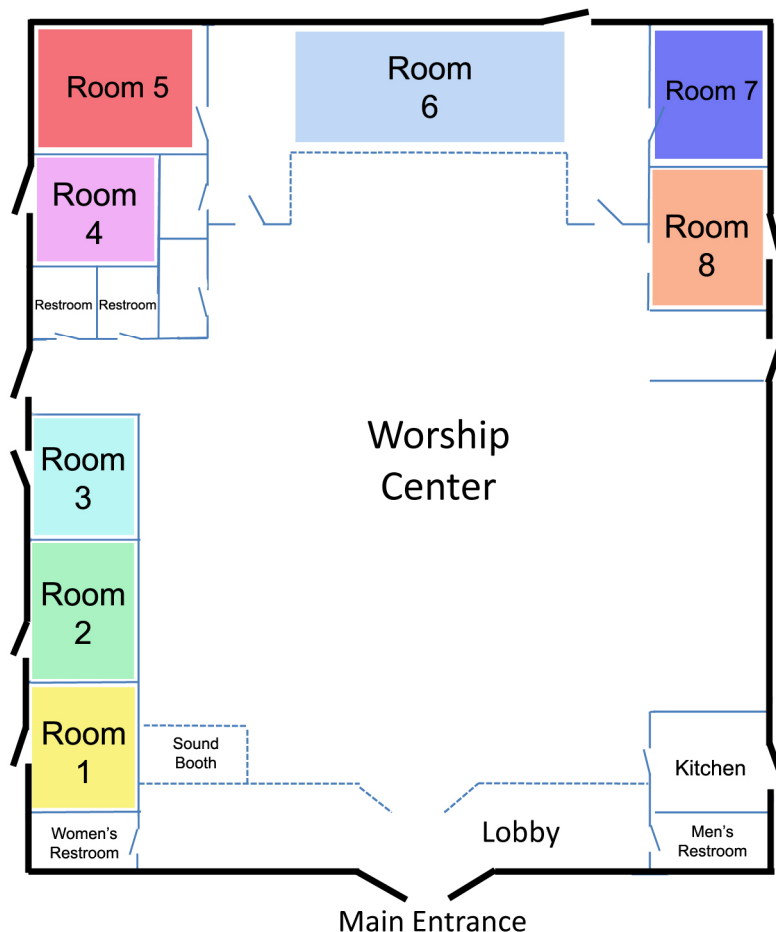 Room 5
Room
6
Room 7
Room
4
Room
8
Restroom
Restroom
Worship
Center
Room
3
Room
2
Room
1
Sound
Booth
Kitchen
Women's
Restroom
Lobby
Men's
Restroom
Main Entrance